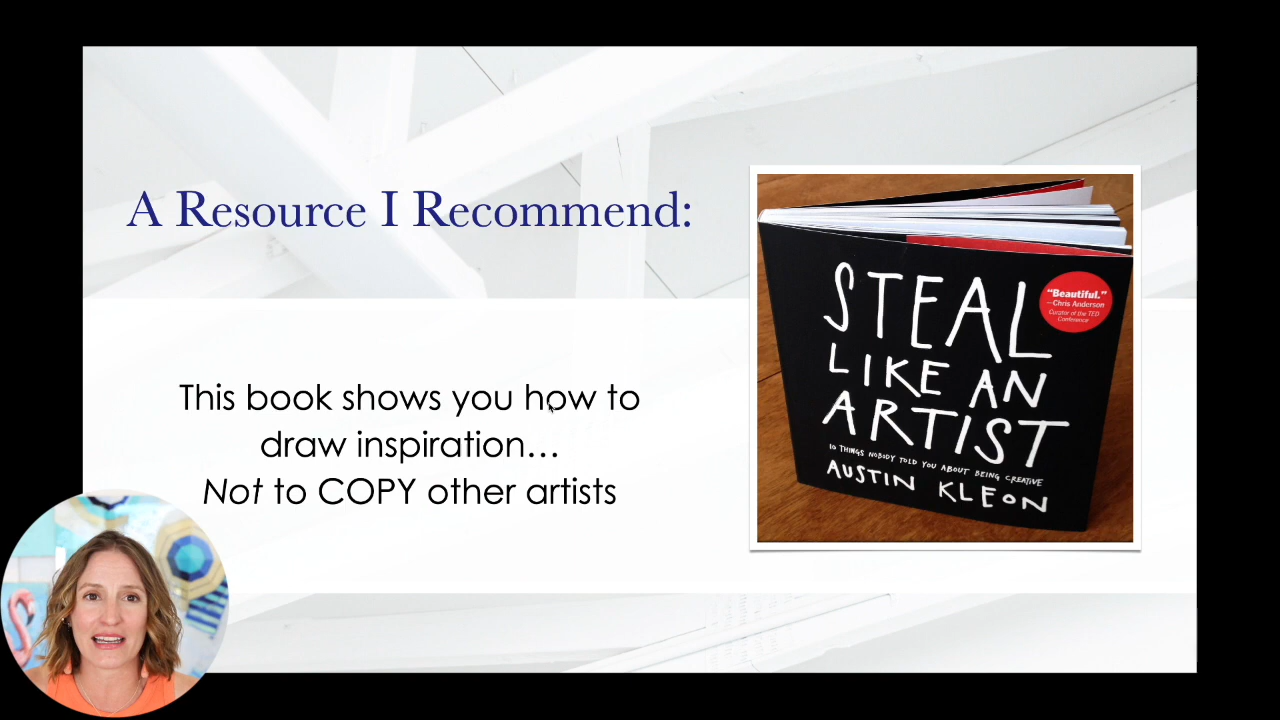 A Resource I Recommend:
This book shows you how to
draw inspiration...
Not to COPY other artists
STEAL
LIKE AN
ARTIST
10 THINGS NOBODY TOLD YOU ABOUT BEING CREATIVE
AUSTIN KLEON
"Beautiful."
—Chris Anderson
Curator of the TED
Conference